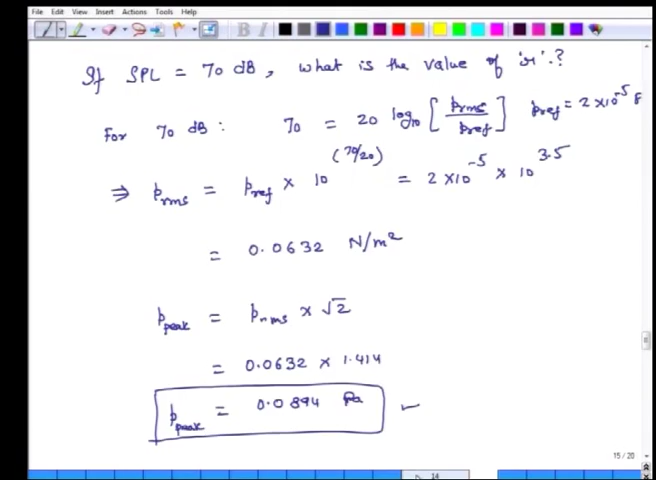 File Edit View Insert Actions Tools Help
If SPL = 70 dB, what is the value of 'r'.?
For 70 dB : 70 = 20 log10 [ Prms / Pref ] Pref = 2 x 10^-5
⇒ Prms = Pref x 10^(70/20) = 2 x 10^-5 x 10^3.5
= 0.0632 N/m²
Ppeak = Prms x √2
= 0.0632 x 1.414
Ppeak = 0.0894 Pa
15 / 20
14